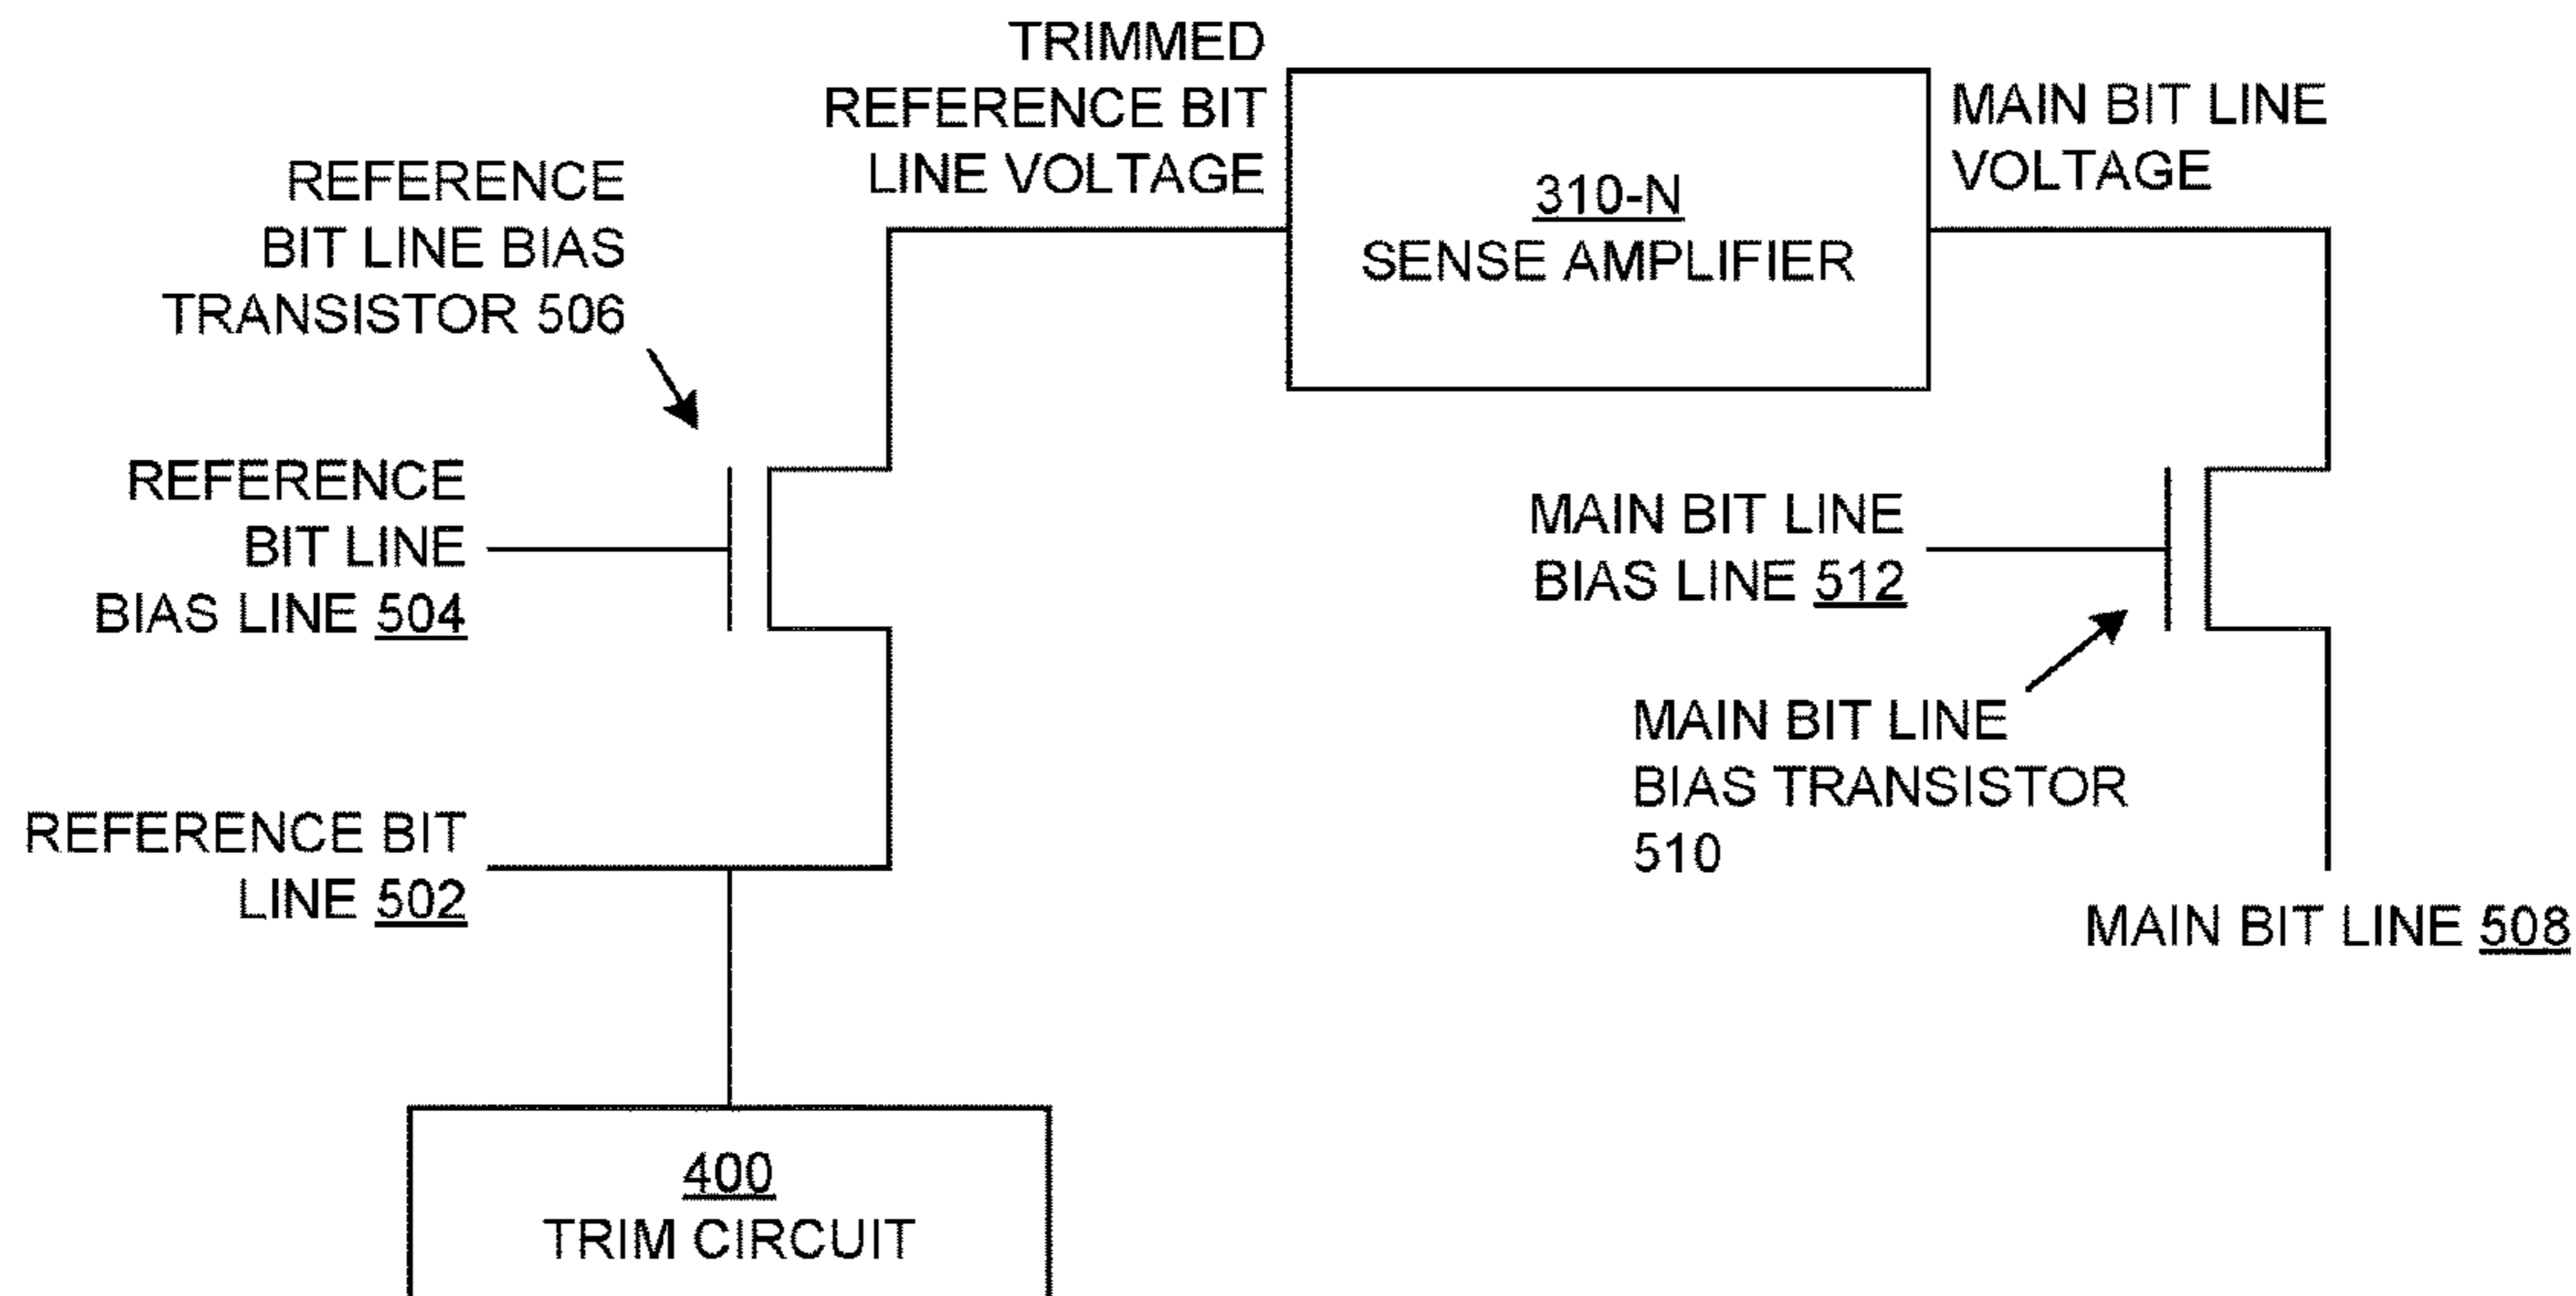 TRIMMED
REFERENCE BIT
LINE VOLTAGE
310-N
SENSE AMPLIFIER
MAIN BIT LINE
VOLTAGE
REFERENCE
BIT LINE BIAS
TRANSISTOR 506
REFERENCE
BIT LINE
BIAS LINE 504
MAIN BIT LINE
BIAS LINE 512
MAIN BIT LINE
BIAS TRANSISTOR
510
REFERENCE BIT
LINE 502
MAIN BIT LINE 508
400
TRIM CIRCUIT